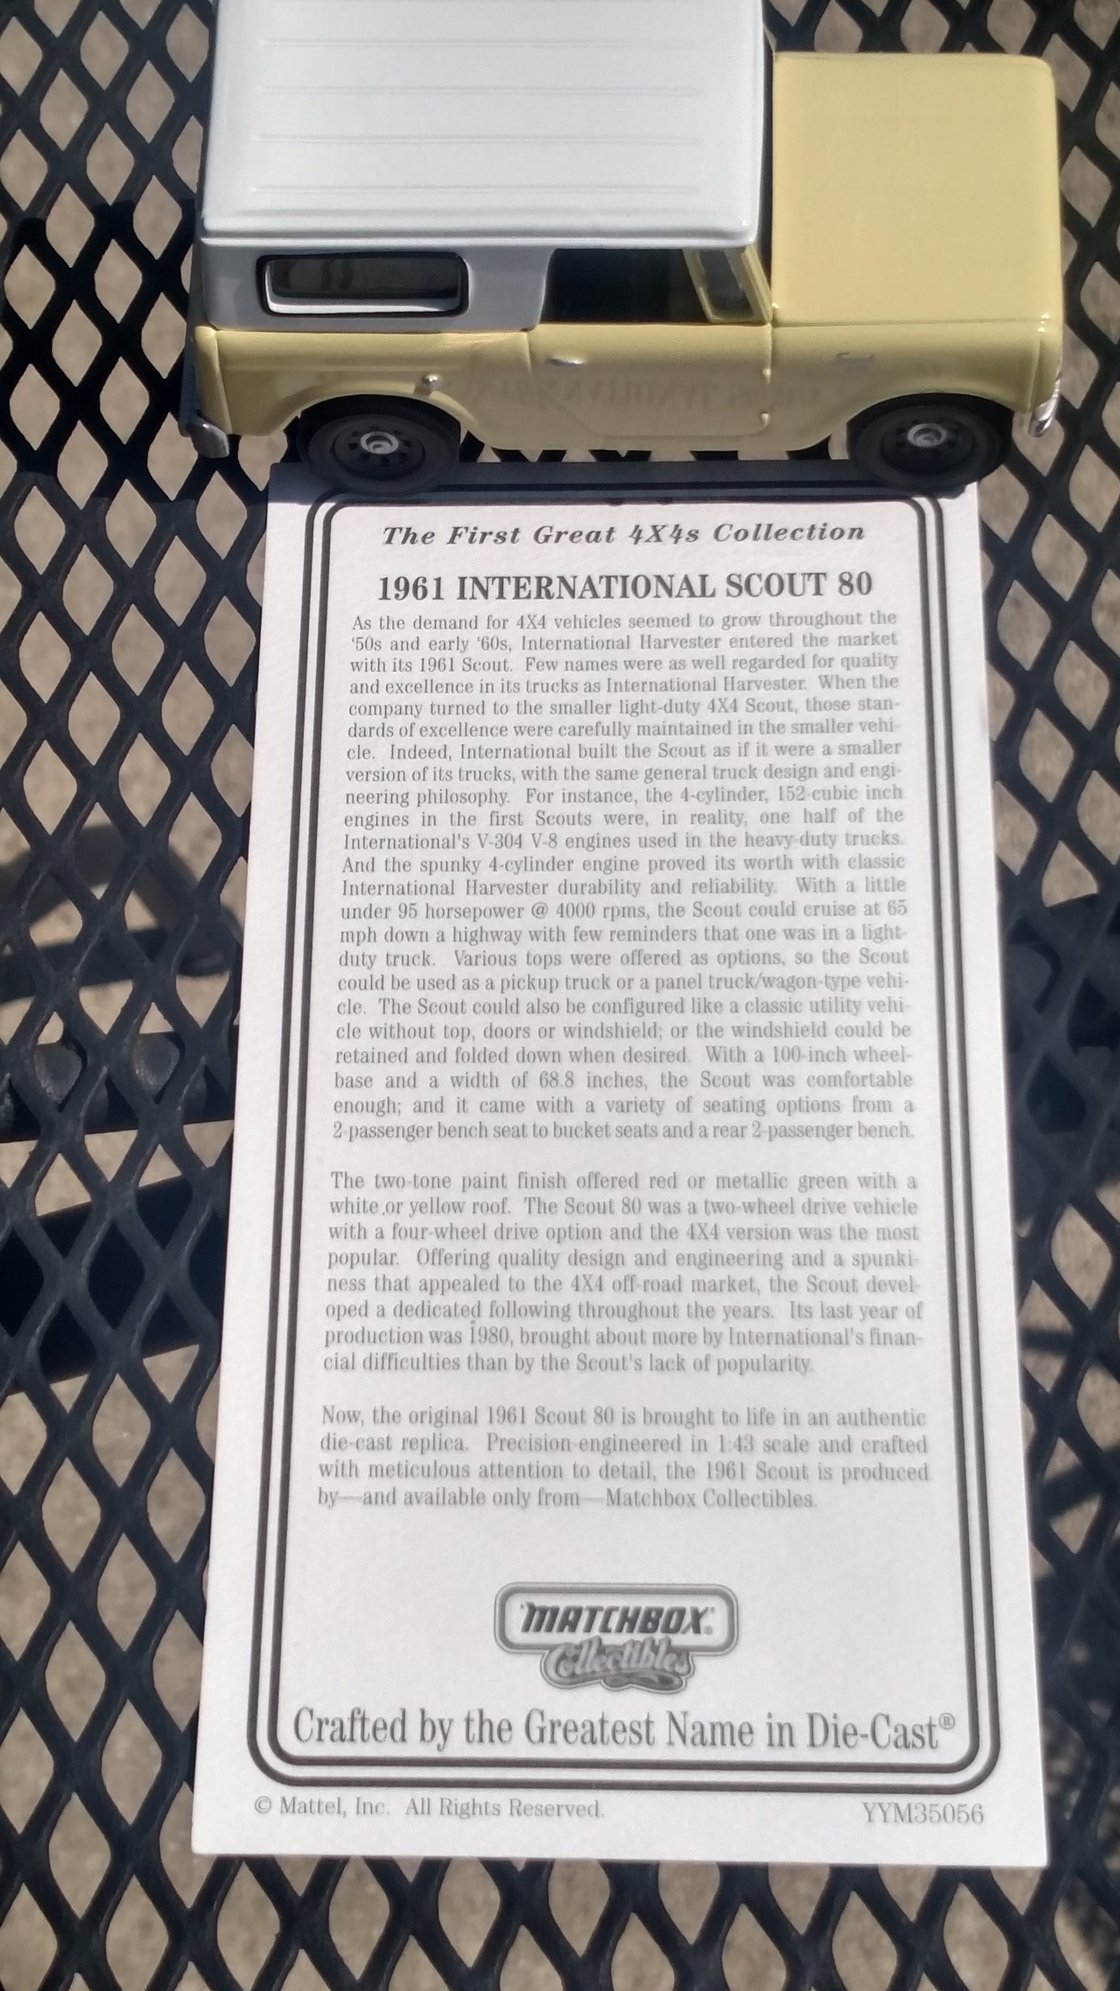 The First Great 4X4s Collection
1961 INTERNATIONAL SCOUT 80
As the demand for 4X4 vehicles seemed to grow throughout the
‘50s and early ‘60s, International Harvester entered the market
with its 1961 Scout. Few names were as well regarded for quality
and excellence in its trucks as International Harvester. When the
company turned to the smaller light-duty 4X4 Scout, those stan-
dards of excellence were carefully maintained in the smaller vehi-
cle. Indeed, International built the Scout as if it were a smaller
version of its trucks, with the same general truck design and engi-
neering philosophy. For instance, the 4-cylinder, 152-cubic inch
engines in the first Scouts were, in reality, one half of the
International's V-304 V-8 engines used in the heavy-duty trucks.
And the spunky 4-cylinder engine proved its worth with classic
International Harvester durability and reliability. With a little
under 95 horsepower @ 4000 rpms, the Scout could cruise at 65
mph down a highway with few reminders that one was in a light-
duty truck. Various tops were offered as options, so the Scout
could be used as a pickup truck or a panel truck/wagon-type vehi-
cle. The Scout could also be configured like a classic utility vehi-
cle without top, doors or windshield; or the windshield could be
retained and folded down when desired. With a 100-inch wheel-
base and a width of 68.8 inches, the Scout was comfortable
enough; and it came with a variety of seating options from a
2-passenger bench seat to bucket seats and a rear 2-passenger bench.
The two-tone paint finish offered red or metallic green with a
white or yellow roof. The Scout 80 was a two-wheel drive vehicle
with a four-wheel drive option and the 4X4 version was the most
popular. Offering quality design and engineering and a spunki-
ness that appealed to the 4X4 off-road market, the Scout devel-
oped a dedicated following throughout the years. Its last year of
production was 1980, brought about more by International's finan-
cial difficulties than by the Scout's lack of popularity.
Now, the original 1961 Scout 80 is brought to life in an authentic
die-cast replica. Precision-engineered in 1:43 scale and crafted
with meticulous attention to detail, the 1961 Scout is produced
by—and available only from—Matchbox Collectibles.
MATCHBOX®
Collectibles
Crafted by the Greatest Name in Die-Cast®
© Mattel, Inc. All Rights Reserved.
YYM35056